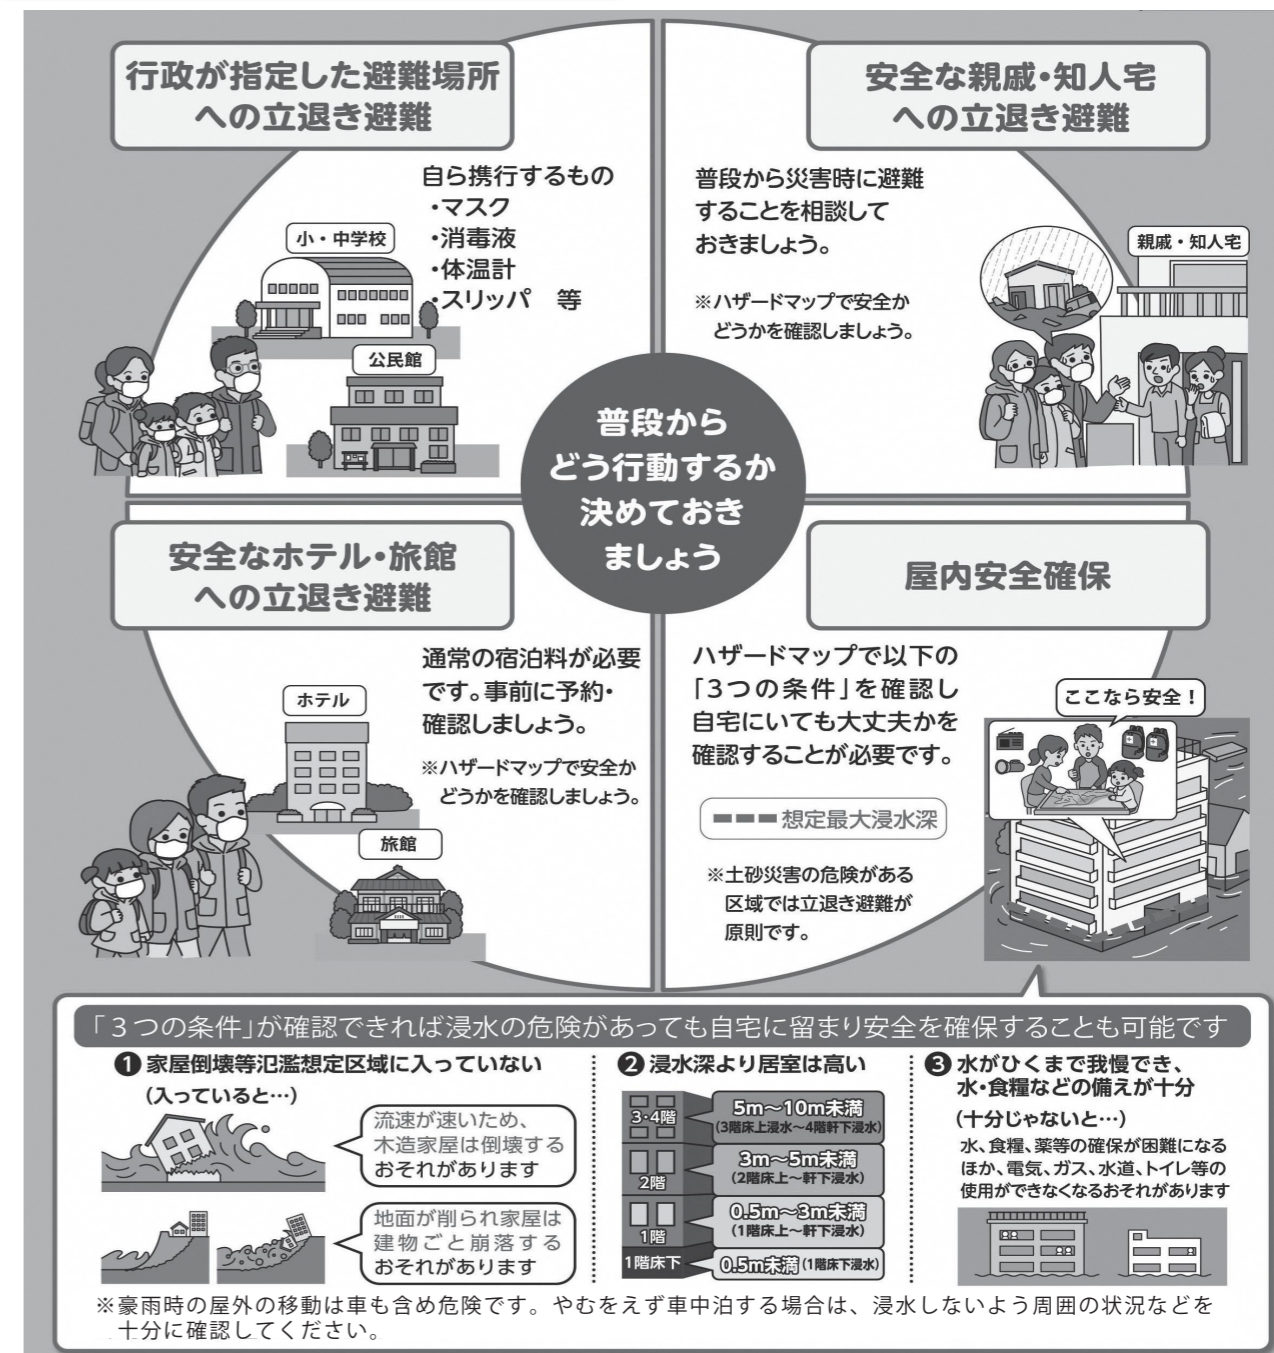 行政が指定した避難場所
への立退き避難
自ら携行するもの
・マスク
・消毒液
・体温計
・スリッパ 等
小・中学校
公民館
安全な親戚・知人宅
への立退き避難
普段から災害時に避難
することを相談して
おきましょう。
※ハザードマップで安全か
どうかを確認しましょう。
親戚・知人宅
普段から
どう行動するか
決めておき
ましょう
安全なホテル・旅館
への立退き避難
通常の宿泊料が必要
です。事前に予約・
確認しましょう。
※ハザードマップで安全か
どうかを確認しましょう。
ホテル
旅館
屋内安全確保
ハザードマップで以下の
「3つの条件」を確認し
自宅にいても大丈夫かを
確認することが必要です。
想定最大浸水深
※土砂災害の危険がある
区域では立退き避難が
原則です。
ここなら安全!
「3つの条件」が確認できれば浸水の危険があっても自宅に留まり安全を確保することも可能です
❶ 家屋倒壊等氾濫想定区域に入っていない
(入っていると…)
流速が速いため、
木造家屋は倒壊する
おそれがあります
地面が削られ家屋は
建物ごと崩落する
おそれがあります
❷ 浸水深より居室は高い
3・4階
5m〜10m未満
(3階床上浸水〜4階軒下浸水)
2階
3m〜5m未満
(2階床上〜軒下浸水)
1階
0.5m〜3m未満
(1階床上〜軒下浸水)
1階床下
0.5m未満(1階床下浸水)
❸ 水がひくまで我慢でき、
水・食糧などの備えが十分
(十分じゃないと…)
水、食糧、薬等の確保が困難になる
ほか、電気、ガス、水道、トイレ等の
使用ができなくなるおそれがあります
※豪雨時の屋外の移動は車も含め危険です。やむをえず車中泊する場合は、浸水しないよう周囲の状況などを
十分に確認してください。